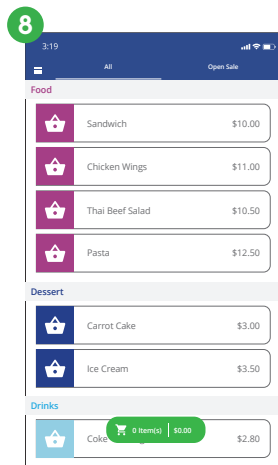 8
3:19
All Open Sale
Food
Sandwich $10.00
Chicken Wings $11.00
Thai Beef Salad $10.50
Pasta $12.50
Dessert
Carrot Cake $3.00
Ice Cream $3.50
Drinks
0 Item(s) $0.00
Coke $2.80